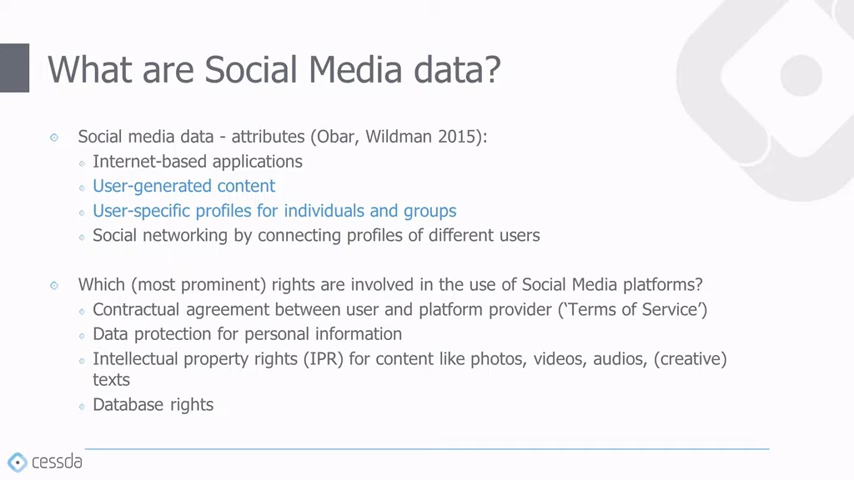 What are Social Media data?
Social media data - attributes (Obar, Wildman 2015):
Internet-based applications
User-generated content
User-specific profiles for individuals and groups
Social networking by connecting profiles of different users
Which (most prominent) rights are involved in the use of Social Media platforms?
Contractual agreement between user and platform provider (‘Terms of Service’)
Data protection for personal information
Intellectual property rights (IPR) for content like photos, videos, audios, (creative)
texts
Database rights
cessda